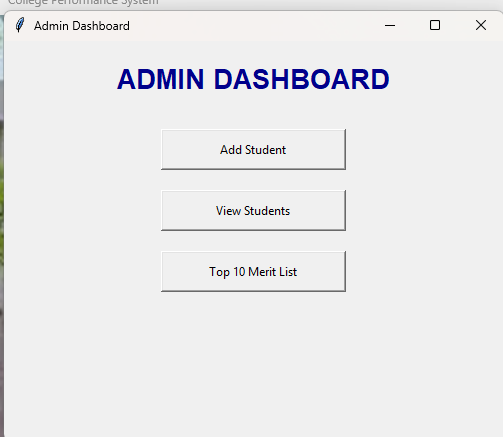 College Performance System
Admin Dashboard
ADMIN DASHBOARD
Add Student
View Students
Top 10 Merit List